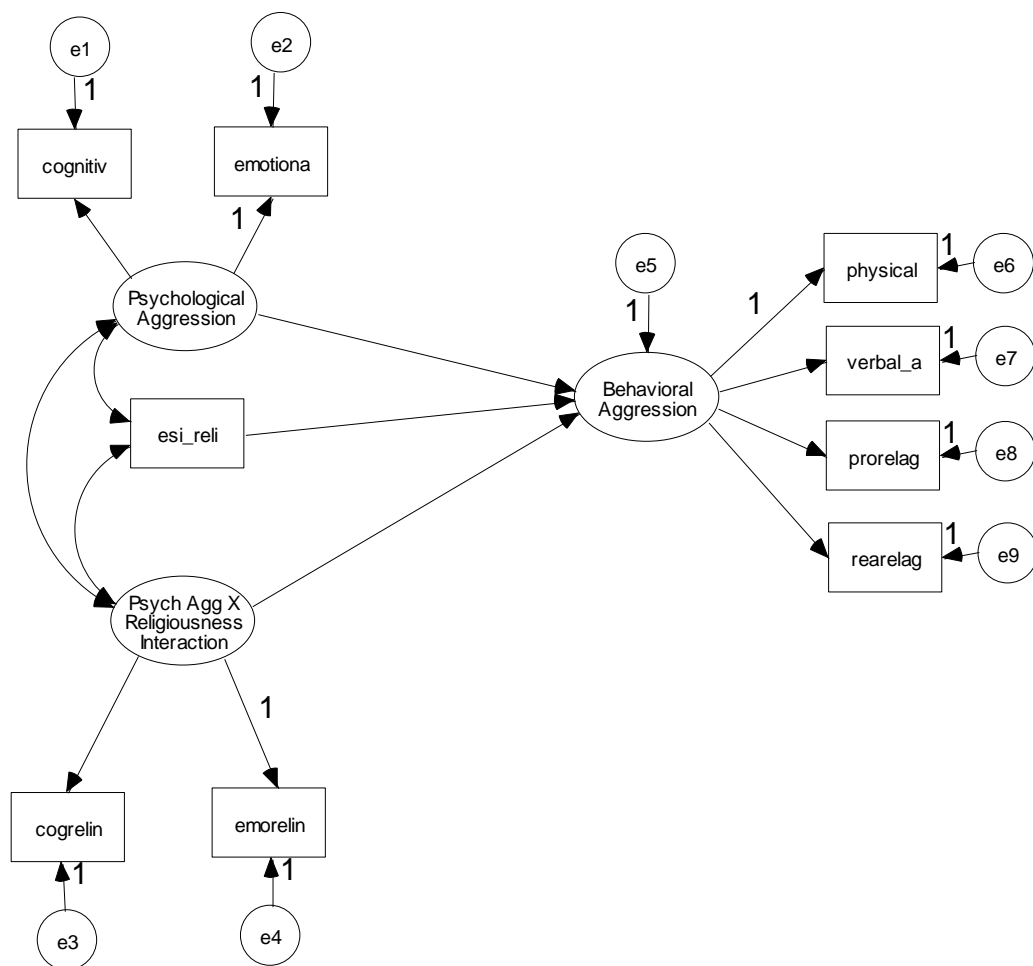 e1
e2
1
1
cognitiv
emotiona
1
Psychological
Aggression
e5
1
physical
1
e6
1
verbal_a
1
e7
Behavioral
Aggression
esi_reli
prorelag
1
e8
rearelag
1
e9
Psych Agg X
Religiousness
Interaction
1
cogrelin
emorelin
1
1
e3
e4